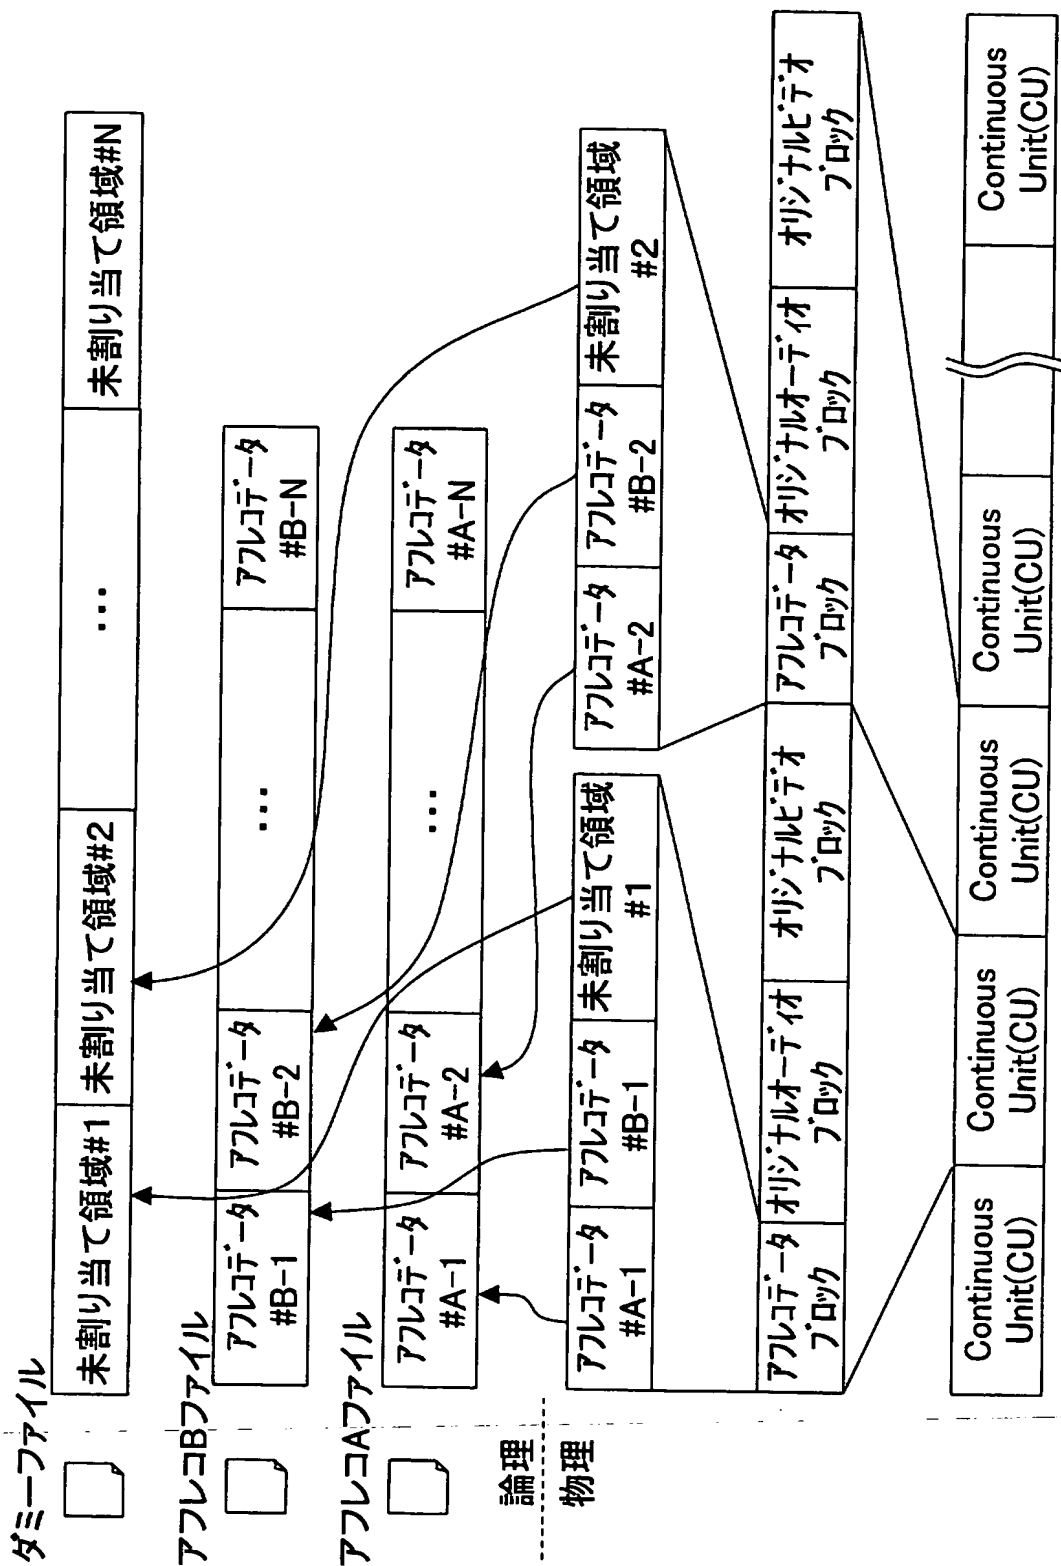 ダミーファイル
未割り当て領域#1
未割り当て領域#2
...
未割り当て領域#N
アフレコBファイル
アフレコデータ
#B-1
アフレコデータ
#B-2
...
アフレコデータ
#B-N
アフレコAファイル
アフレコデータ
#A-1
アフレコデータ
#A-2
...
アフレコデータ
#A-N
論理
物理
アフレコデータ
#A-1
アフレコデータ
#B-1
未割り当て領域
#1
アフレコデータ
#A-2
アフレコデータ
#B-2
未割り当て領域
#2
アフレコデータ
ブロック
オリジナルオーディオ
ブロック
オリジナルビデオ
ブロック
アフレコデータ
ブロック
オリジナルオーディオ
ブロック
オリジナルビデオ
ブロック
Continuous
Unit(CU)
Continuous
Unit(CU)
Continuous
Unit(CU)
Continuous
Unit(CU)
Continuous
Unit(CU)